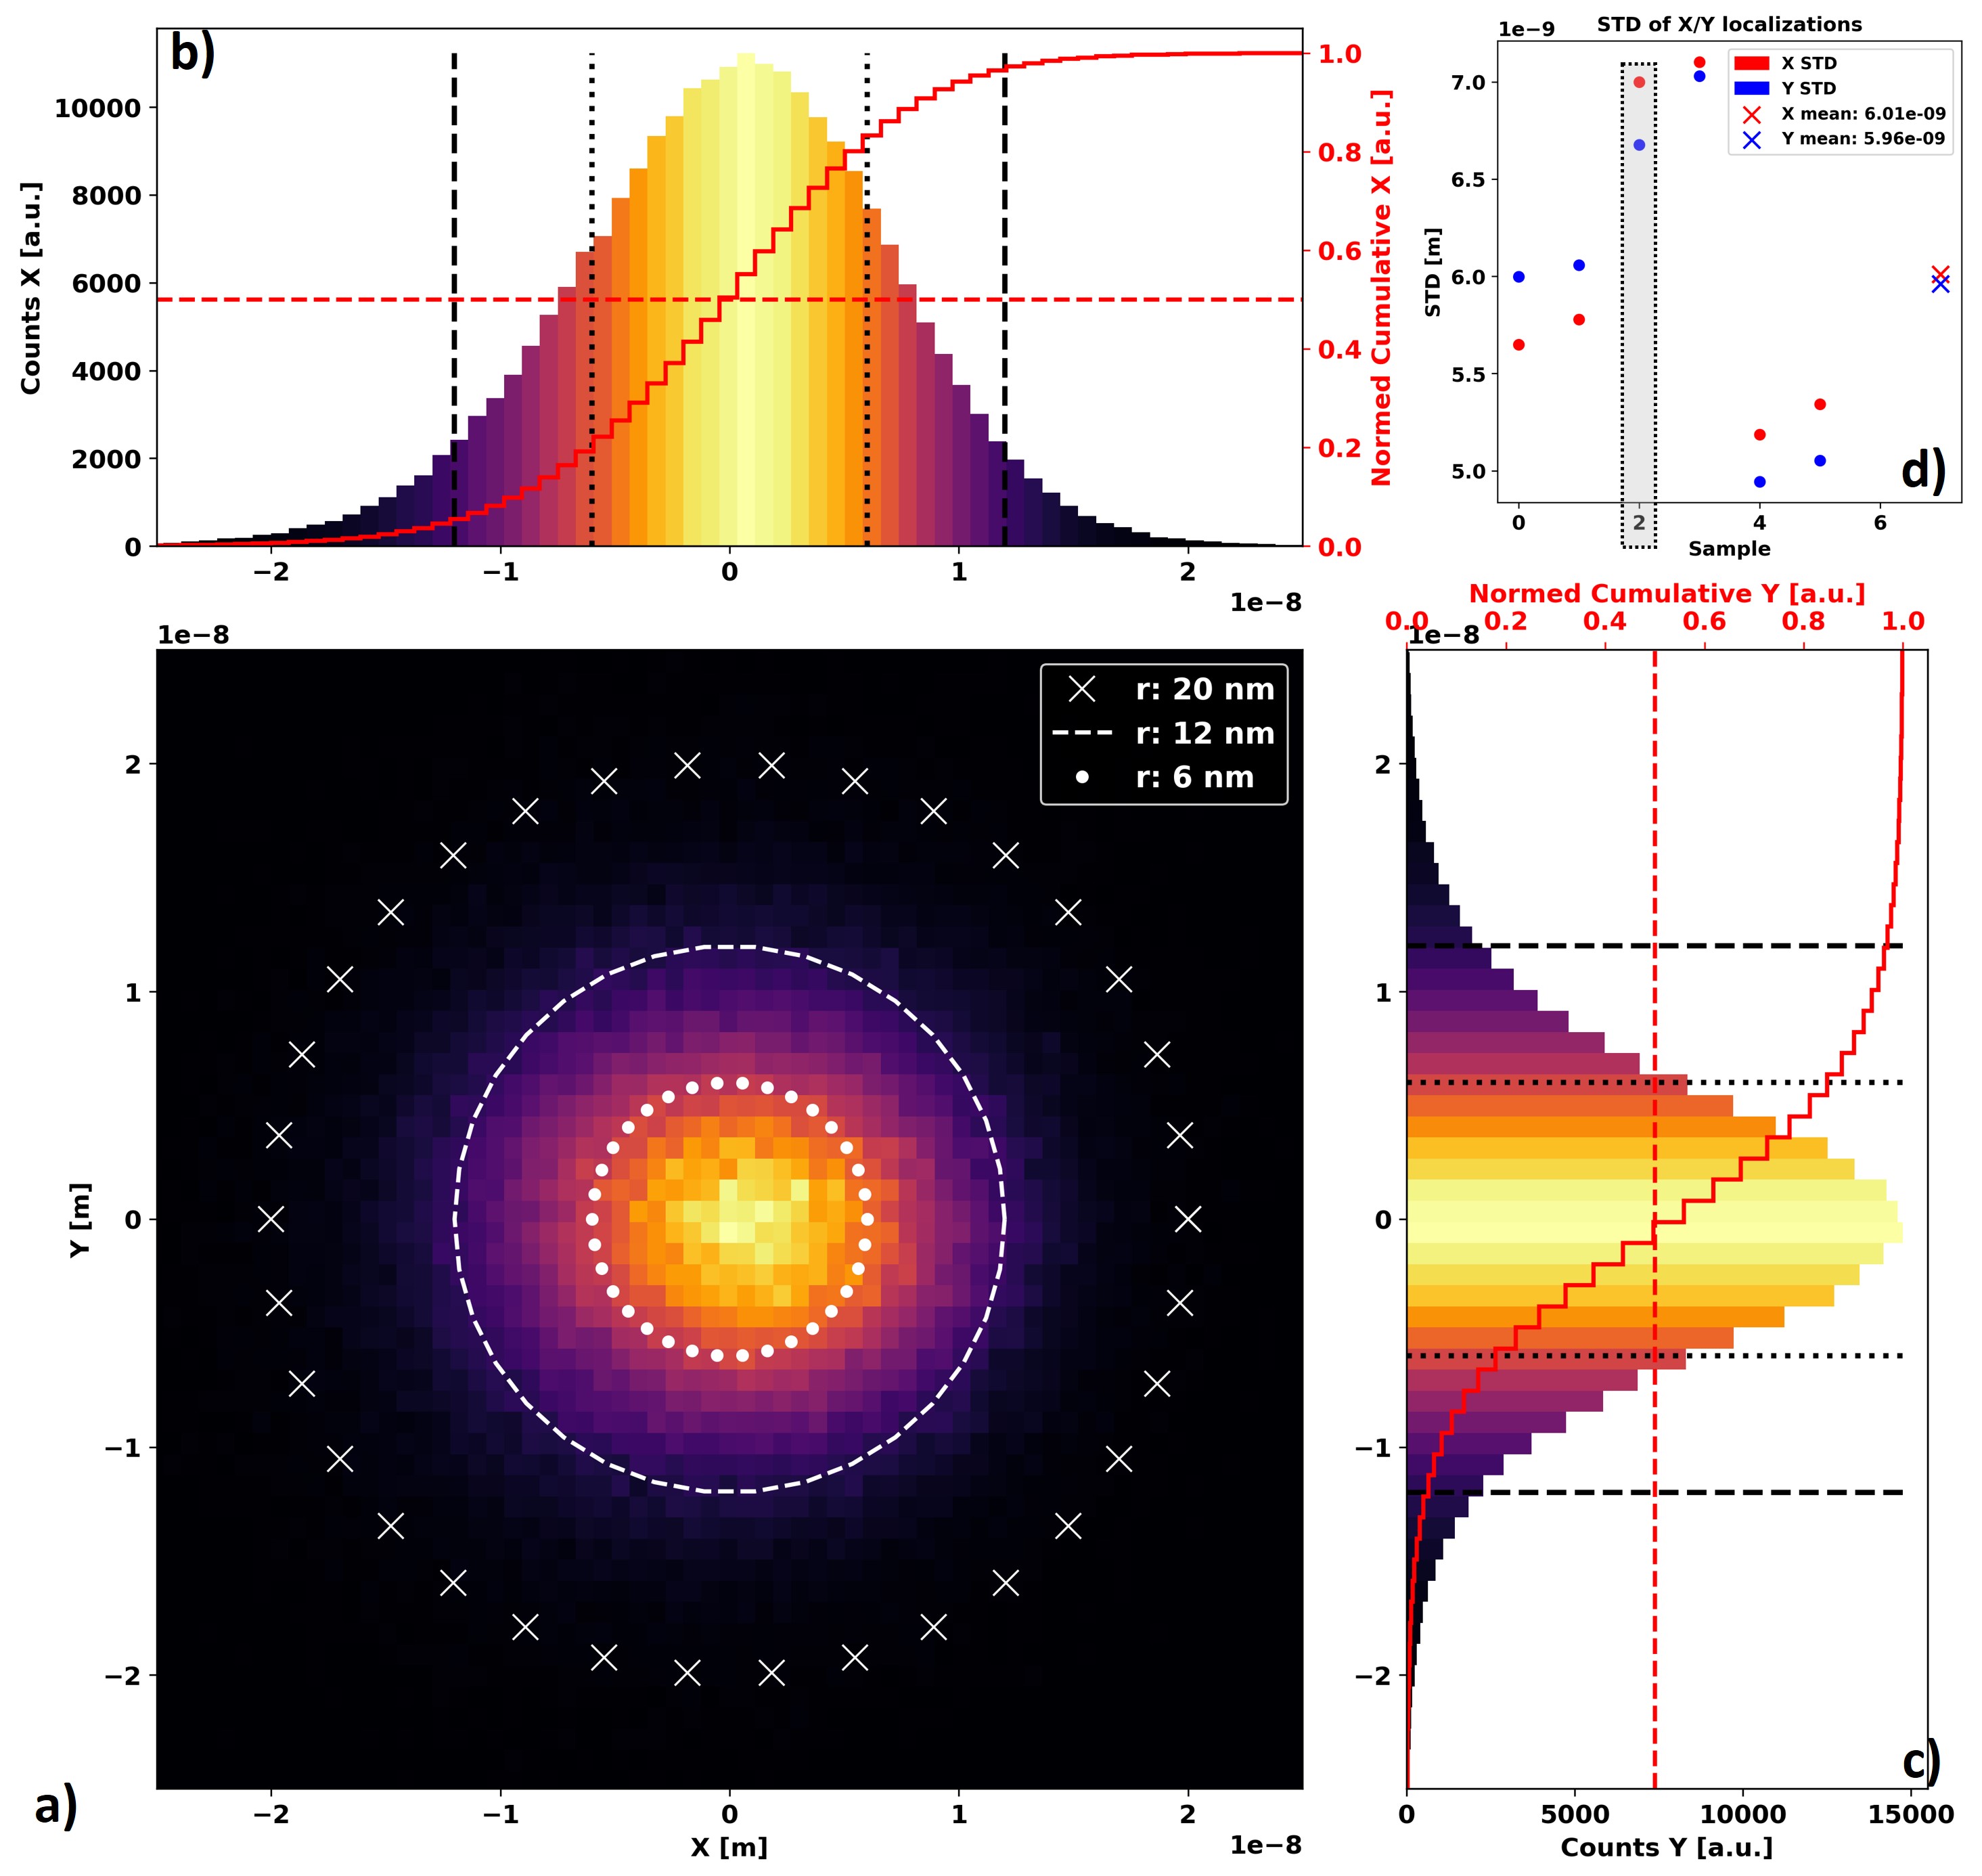 b)
Counts X [a.u.]
10000
8000
6000
4000
2000
0
−2
−1
0
1
2
1e−8
1.0
0.8
0.6
0.4
0.2
0.0
Normed Cumulative X [a.u.]
1e−9
STD of X/Y localizations
X STD
Y STD
X mean: 6.01e-09
Y mean: 5.96e-09
STD [m]
7.0
6.5
6.0
5.5
5.0
0
2
4
6
Sample
d)
1e−8
r: 20 nm
r: 12 nm
r: 6 nm
Y [m]
2
1
0
−1
−2
−2
−1
0
1
2
X [m]
1e−8
a)
Normed Cumulative Y [a.u.]
0.0
0.2
0.4
0.6
0.8
1.0
1e−8
2
1
0
−1
−2
0
5000
10000
15000
Counts Y [a.u.]
c)